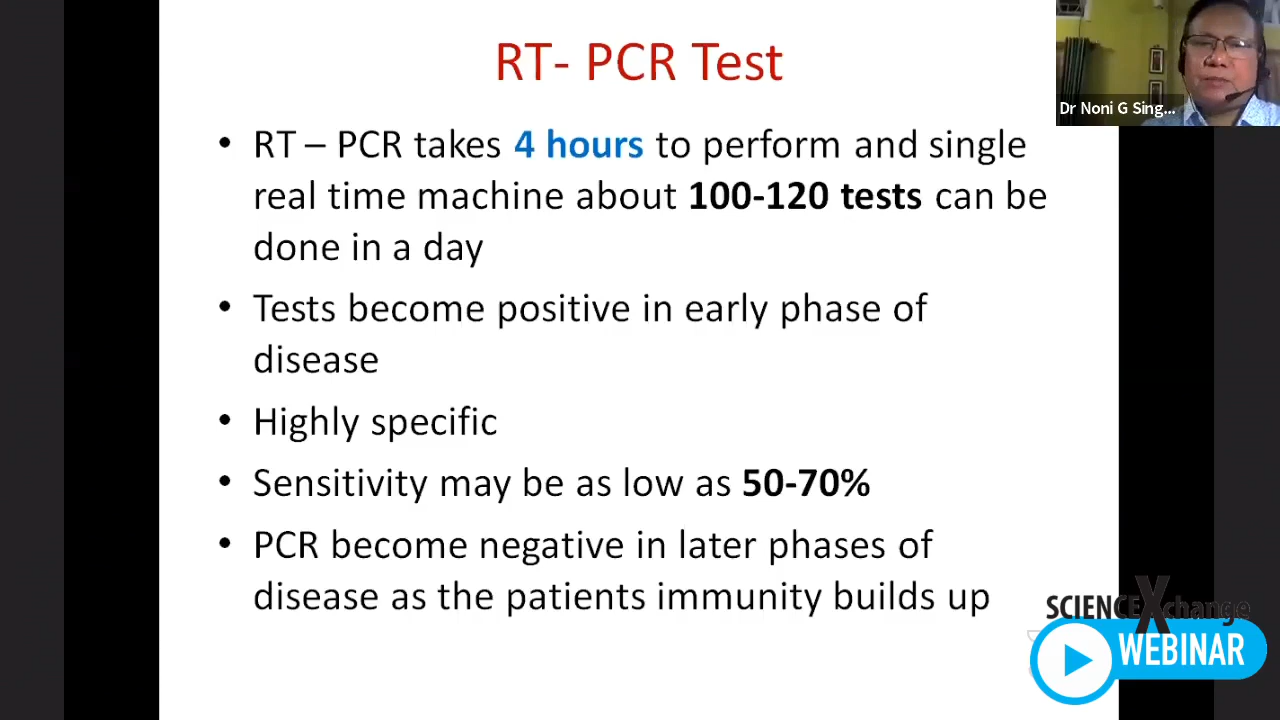 RT- PCR Test
Dr Noni G Sing...
• RT – PCR takes 4 hours to perform and single
real time machine about 100-120 tests can be
done in a day
• Tests become positive in early phase of
disease
• Highly specific
• Sensitivity may be as low as 50-70%
• PCR become negative in later phases of
disease as the patients immunity builds up
SCIENCEXchange
WEBINAR